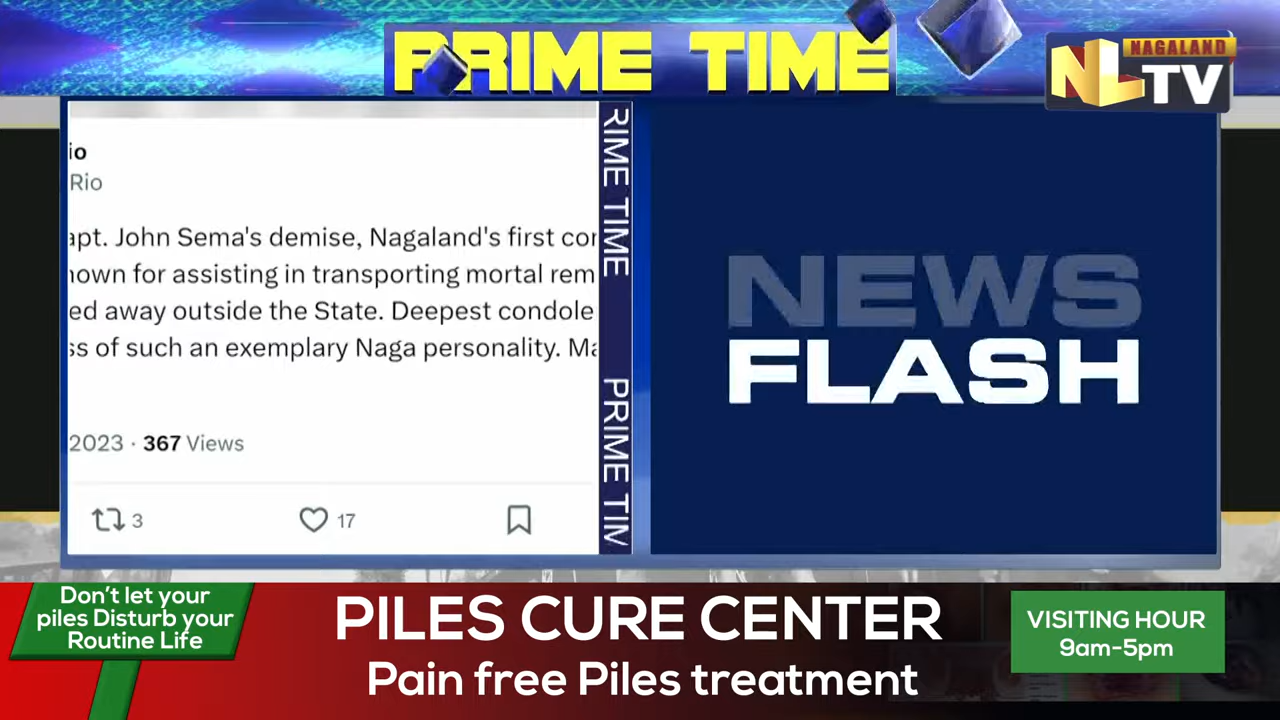 PRIME TIME
NAGALAND
NLTV
io
Rio
apt. John Sema's demise, Nagaland's first cor
nown for assisting in transporting mortal rem
ed away outside the State. Deepest condole
ss of such an exemplary Naga personality. Ma
2023 · 367 Views
3
17
RIME TIME
PRIME TIM
NEWS
FLASH
Don't let your
piles Disturb your
Routine Life
PILES CURE CENTER
Pain free Piles treatment
VISITING HOUR
9am-5pm